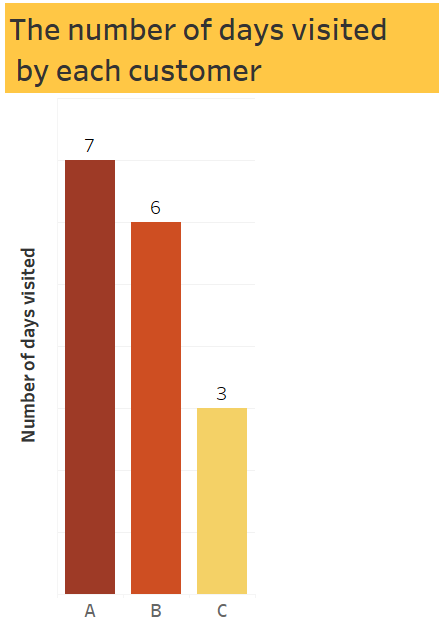 The number of days visited
by each customer
7
6
3
Number of days visited
A B C